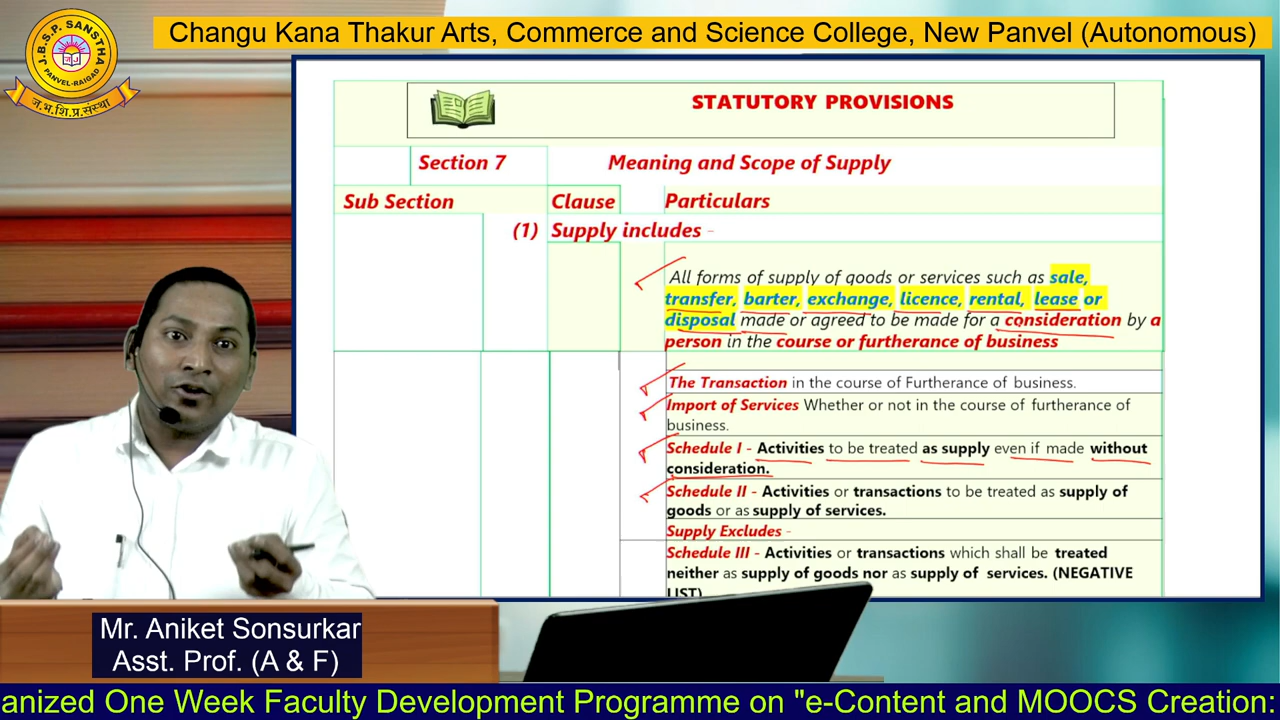 J.B.S.P. SANSTHA
PANVEL-RAIGAD
ज.भ.शि.प्र.संस्था
Changu Kana Thakur Arts, Commerce and Science College, New Panvel (Autonomous)
STATUTORY PROVISIONS
Section 7 Meaning and Scope of Supply
Sub Section Clause Particulars
(1) Supply includes -
All forms of supply of goods or services such as sale,
transfer, barter, exchange, licence, rental, lease or
disposal made or agreed to be made for a consideration by a
person in the course or furtherance of business
The Transaction in the course of Furtherance of business.
Import of Services Whether or not in the course of furtherance of
business.
Schedule I - Activities to be treated as supply even if made without
consideration.
Schedule II - Activities or transactions to be treated as supply of
goods or as supply of services.
Supply Excludes -
Schedule III - Activities or transactions which shall be treated
neither as supply of goods nor as supply of services. (NEGATIVE
LIST)
Mr. Aniket Sonsurkar
Asst. Prof. (A & F)
anized One Week Faculty Development Programme on "e-Content and MOOCS Creation: